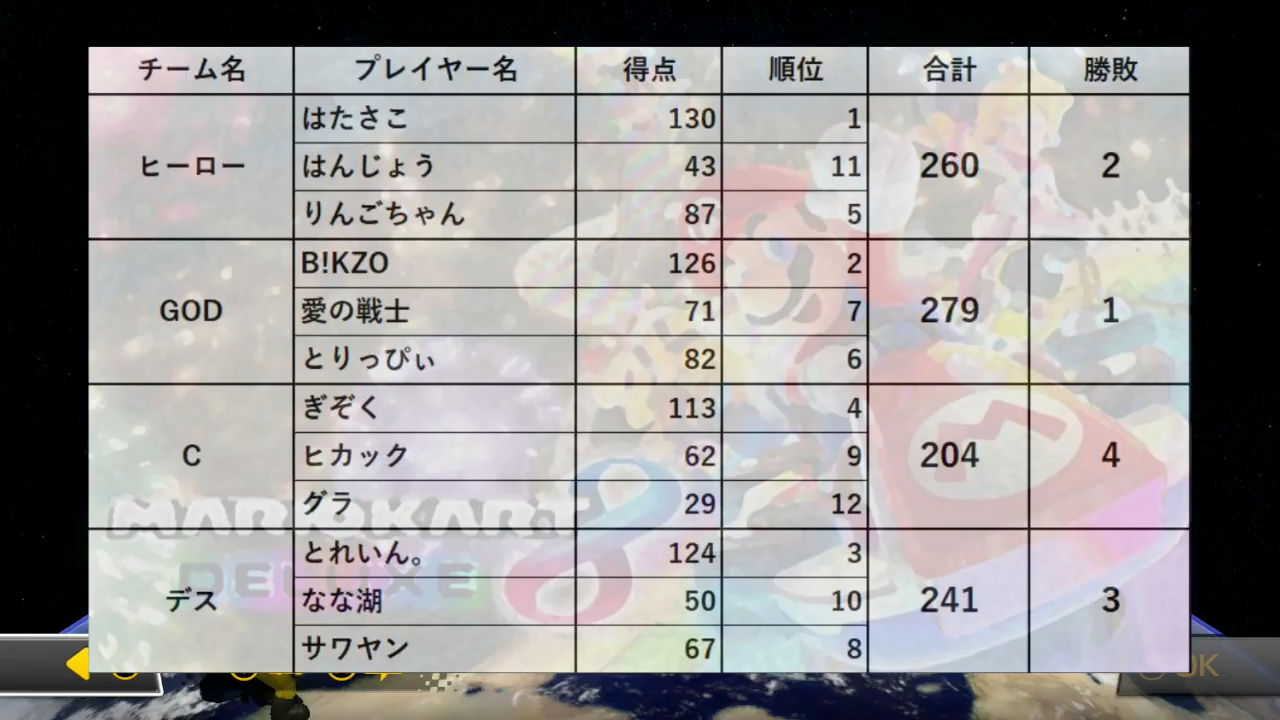 チーム名 プレイヤー名 得点 順位 合計 勝敗
はたさこ 130 1
ヒーロー はんじょう 43 11 260 2
りんごちゃん 87 5
B!KZO 126 2
GOD 愛の戦士 71 7 279 1
とりっぴぃ 82 6
ぎぞく 113 4
C ヒカック 62 9 204 4
グラ 29 12
MARIOKART 8
とれいん。 124 3
DELUXE
デス なな湖 50 10 241 3
サワヤン 67 8
OK